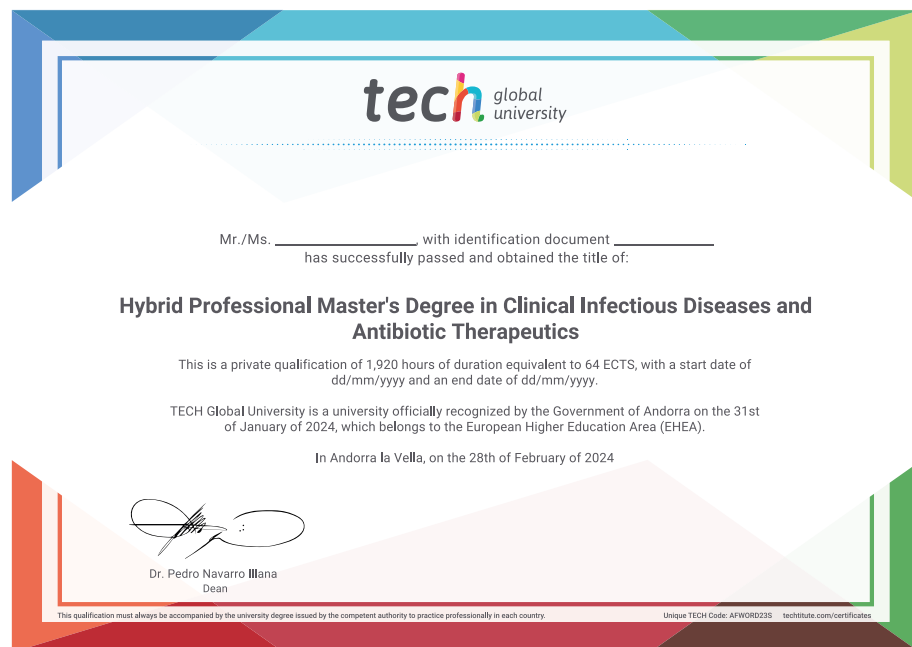 tech global university
Mr./Ms. ________________, with identification document ____________
has successfully passed and obtained the title of:
Hybrid Professional Master's Degree in Clinical Infectious Diseases and
Antibiotic Therapeutics
This is a private qualification of 1,920 hours of duration equivalent to 64 ECTS, with a start date of
dd/mm/yyyy and an end date of dd/mm/yyyy.
TECH Global University is a university officially recognized by the Government of Andorra on the 31st
of January of 2024, which belongs to the European Higher Education Area (EHEA).
In Andorra la Vella, on the 28th of February of 2024
Dr. Pedro Navarro Illana
Dean
This qualification must always be accompanied by the university degree issued by the competent authority to practice professionally in each country.
Unique TECH Code: AFWORD23S techtitute.com/certificates